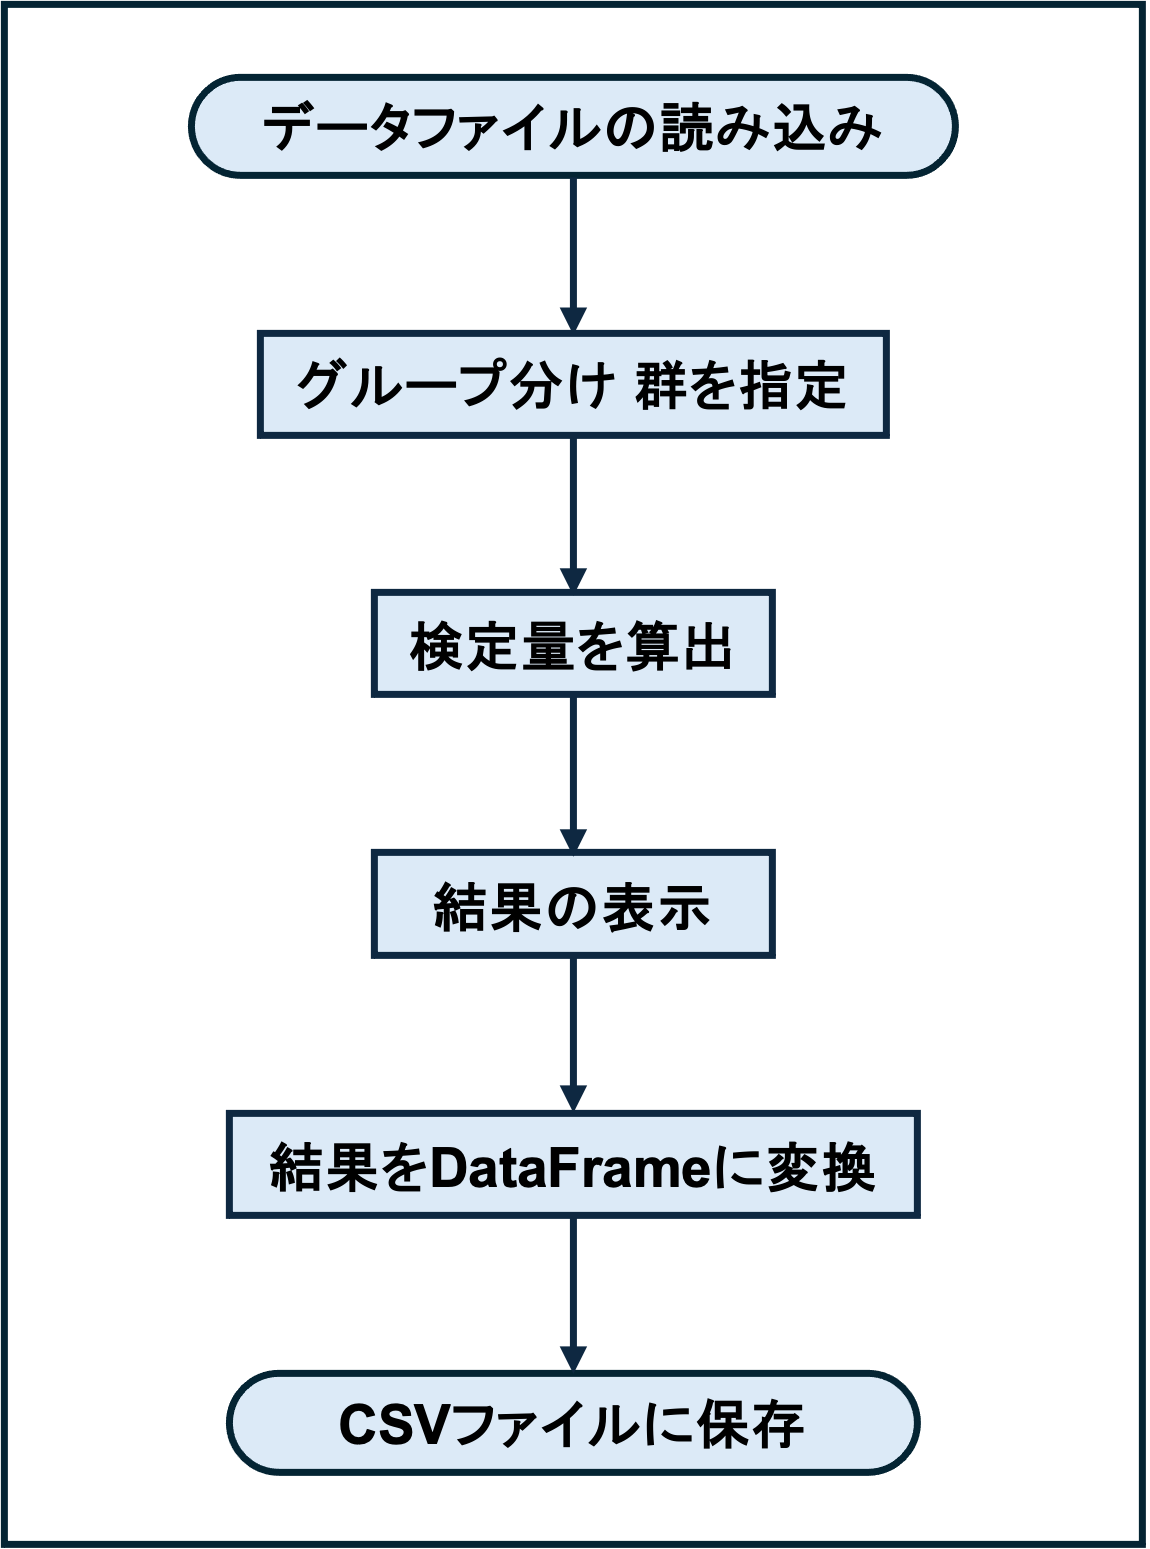 データファイルの読み込み
グループ分け 群を指定
検定量を算出
結果の表示
結果をDataFrameに変換
CSVファイルに保存